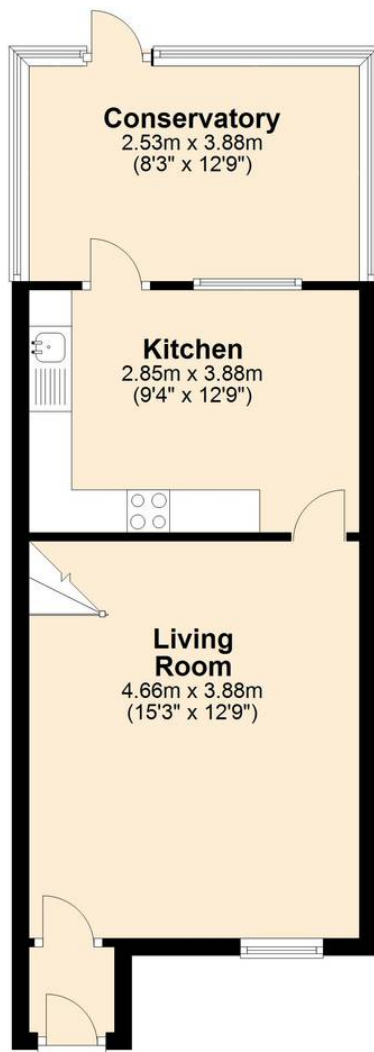 Conservatory
2.53m x 3.88m
(8'3" x 12'9")
Kitchen
2.85m x 3.88m
(9'4" x 12'9")
Living
Room
4.66m x 3.88m
(15'3" x 12'9")